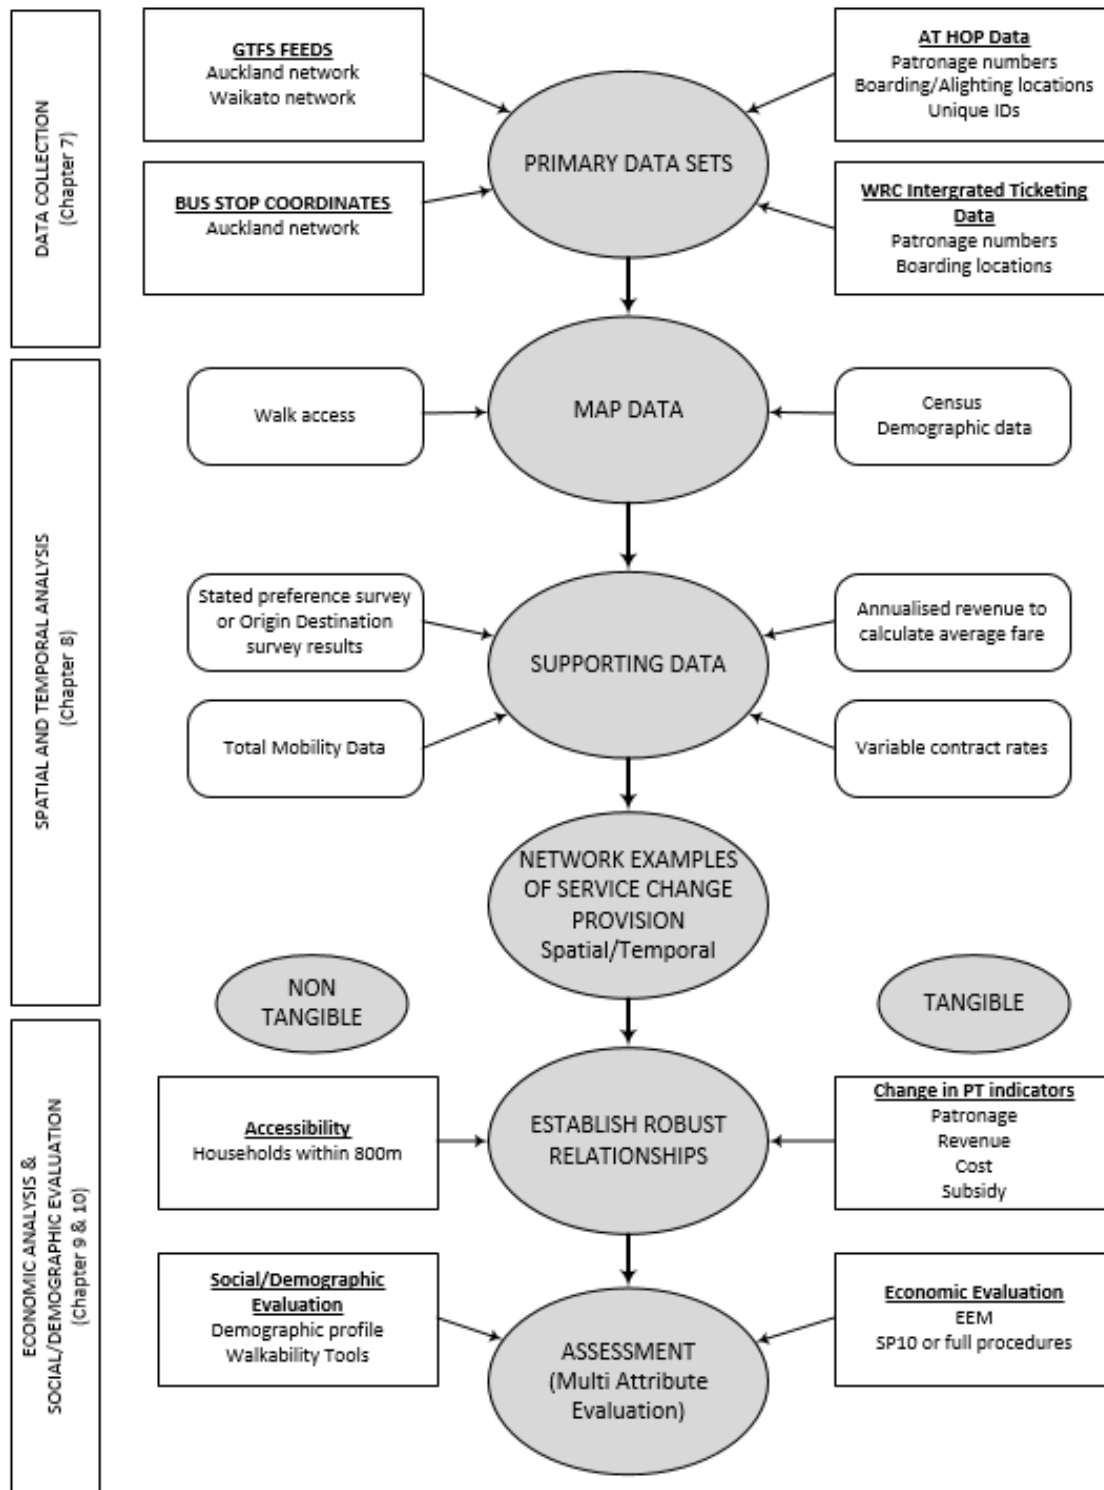 DATA COLLECTION
(Chapter 7)
GTFS FEEDS
Auckland network
Waikato network
BUS STOP COORDINATES
Auckland network
PRIMARY DATA SETS
AT HOP Data
Patronage numbers
Boarding/Alighting locations
Unique IDs
WRC Intergrated Ticketing
Data
Patronage numbers
Boarding locations
SPATIAL AND TEMPORAL ANALYSIS
(Chapter 8)
Walk access
MAP DATA
Census
Demographic data
Stated preference survey
or Origin Destination
survey results
Total Mobility Data
SUPPORTING DATA
Annualised revenue to
calculate average fare
Variable contract rates
NETWORK EXAMPLES
OF SERVICE CHANGE
PROVISION
Spatial/Temporal
NON
TANGIBLE
TANGIBLE
ECONOMIC ANALYSIS &
SOCIAL/DEMOGRAPHIC EVALUATION
(Chapter 9 & 10)
Accessibility
Households within 800m
ESTABLISH ROBUST
RELATIONSHIPS
Change in PT indicators
Patronage
Revenue
Cost
Subsidy
Social/Demographic
Evaluation
Demographic profile
Walkability Tools
ASSESSMENT
(Multi Attribute
Evaluation)
Economic Evaluation
EEM
SP10 or full procedures